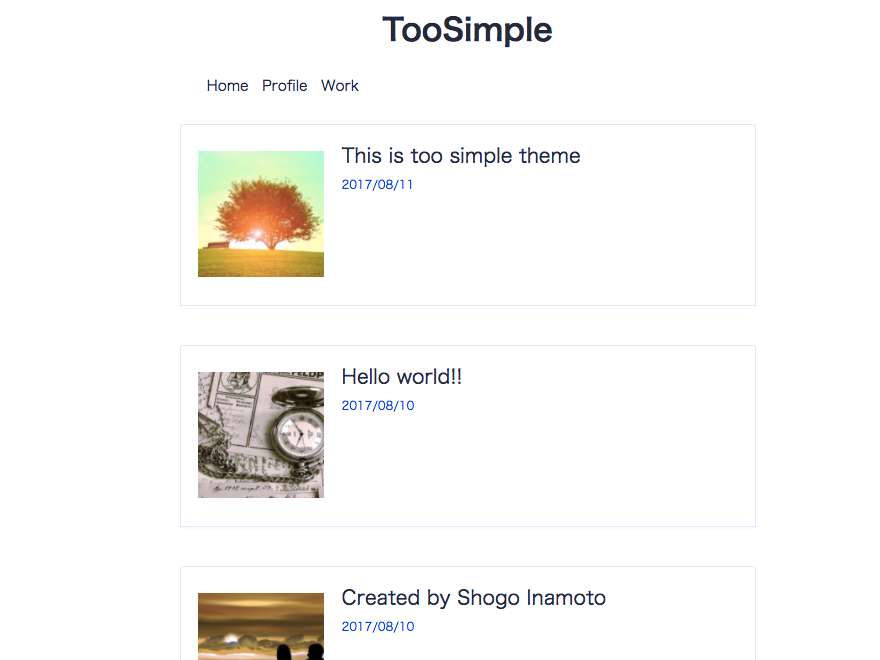 TooSimple
Home Profile Work
This is too simple theme
2017/08/11
Hello world!!
2017/08/10
Created by Shogo Inamoto
2017/08/10